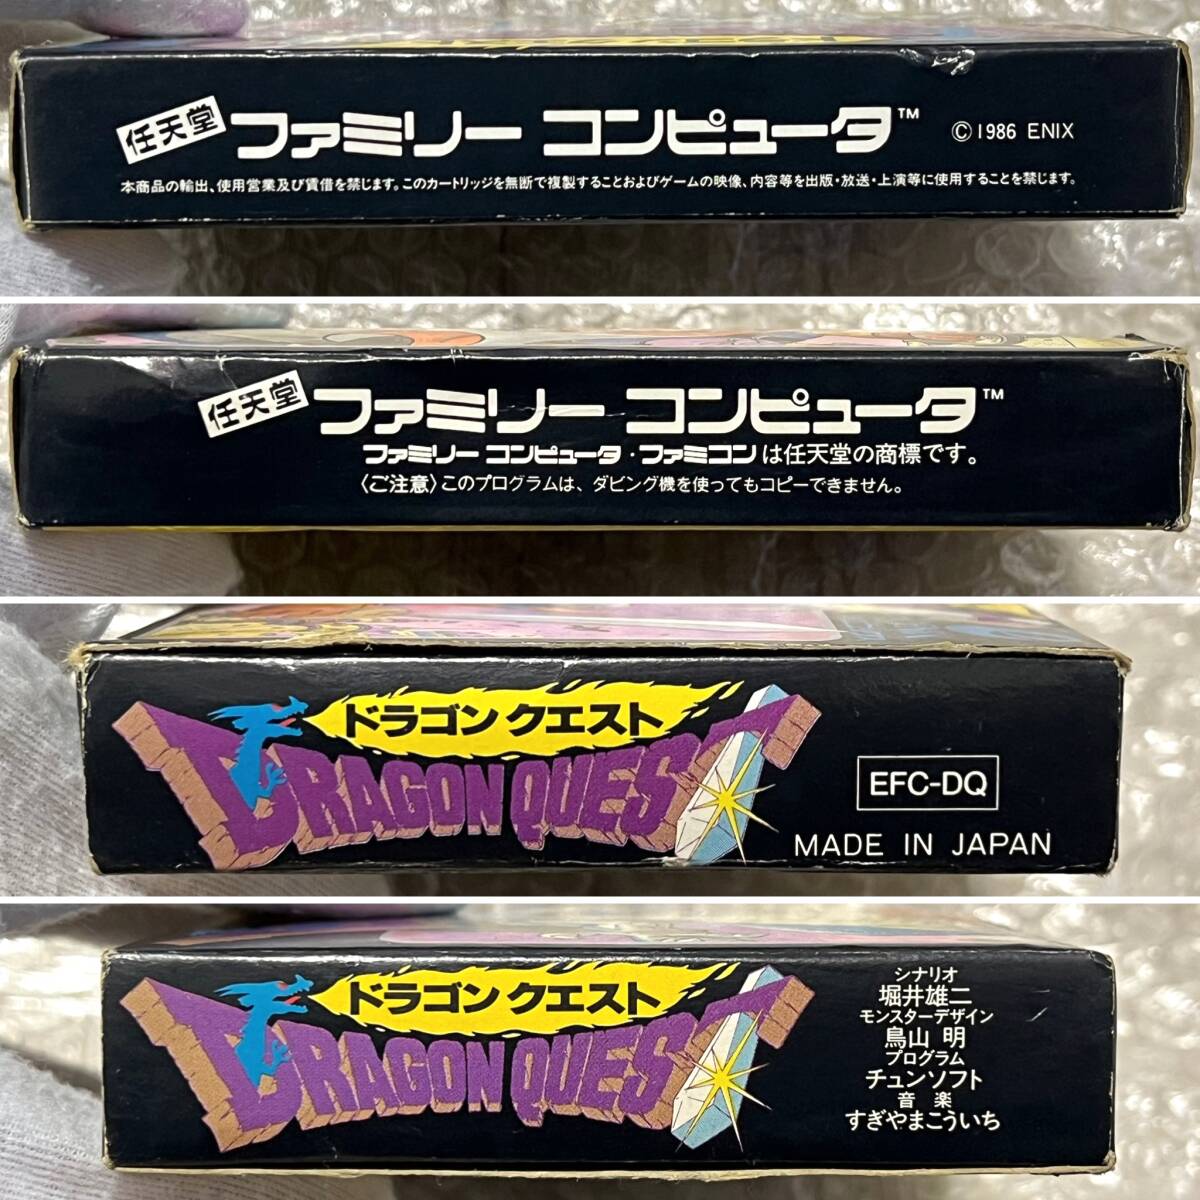 任天堂 ファミリー コンピュータ™ ©1986 ENIX
本商品の輸出、使用営業及び賃借を禁じます。このカートリッジを無断で複製することおよびゲームの映像、内容等を出版・放送・上演等に使用することを禁じます。
任天堂 ファミリー コンピュータ™
ファミリー コンピュータ・ファミコンは任天堂の商標です。
〈ご注意〉このプログラムは、ダビング機を使ってもコピーできません。
ドラゴンクエスト
DRAGON QUEST
EFC-DQ
MADE IN JAPAN
ドラゴンクエスト
DRAGON QUEST
シナリオ
堀井雄二
モンスターデザイン
鳥山 明
プログラム
チュンソフト
音 楽
すぎやまこういち